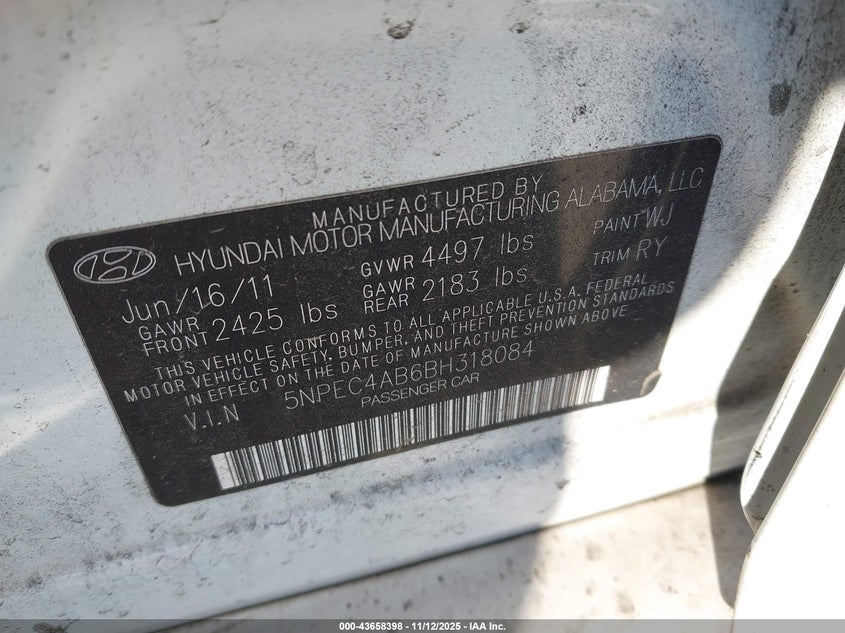 MANUFACTURED BY
HYUNDAI MOTOR MANUFACTURING ALABAMA, LLC
Jun/16/11 GVWR 4497 lbs PAINT WJ
GAWR FRONT 2425 lbs GAWR REAR 2183 lbs TRIM RY
THIS VEHICLE CONFORMS TO ALL APPLICABLE U.S.A. FEDERAL
MOTOR VEHICLE SAFETY, BUMPER, AND THEFT PREVENTION STANDARDS
IN EFFECT ON THE DATE OF MANUFACTURE SHOWN ABOVE
V.I.N 5NPEC4AB6BH318084
PASSENGER CAR
000-43658398 - 11/12/2025 - IAA Inc.